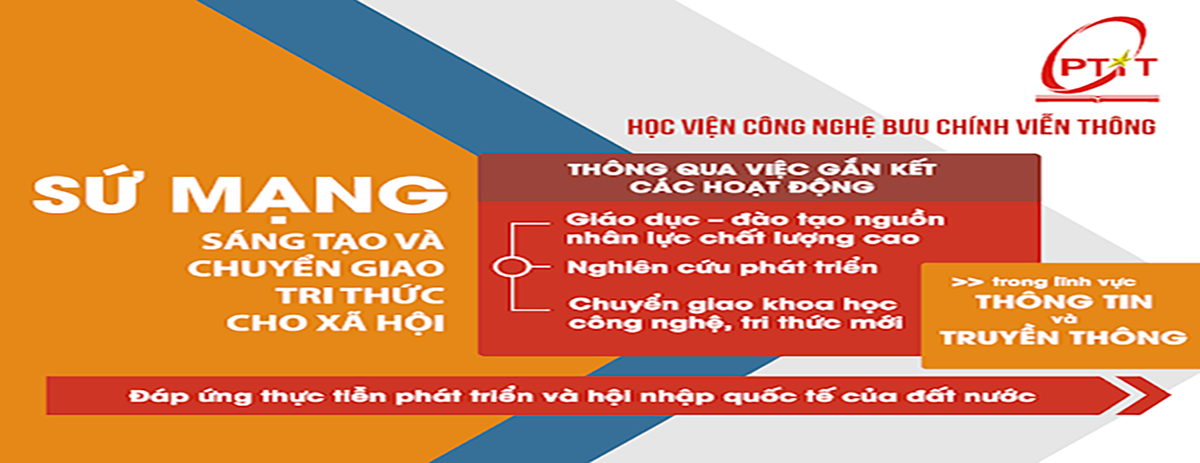 PTIT
HỌC VIỆN CÔNG NGHỆ BƯU CHÍNH VIỄN THÔNG
SỨ MẠNG
SÁNG TẠO VÀ
CHUYỂN GIAO
TRI THỨC
CHO XÃ HỘI
THÔNG QUA VIỆC GẮN KẾT
CÁC HOẠT ĐỘNG
Giáo dục – đào tạo nguồn
nhân lực chất lượng cao
Nghiên cứu phát triển
Chuyển giao khoa học
công nghệ, tri thức mới
>> trong lĩnh vực
THÔNG TIN
và
TRUYỀN THÔNG
Đáp ứng thực tiễn phát triển và hội nhập quốc tế của đất nước